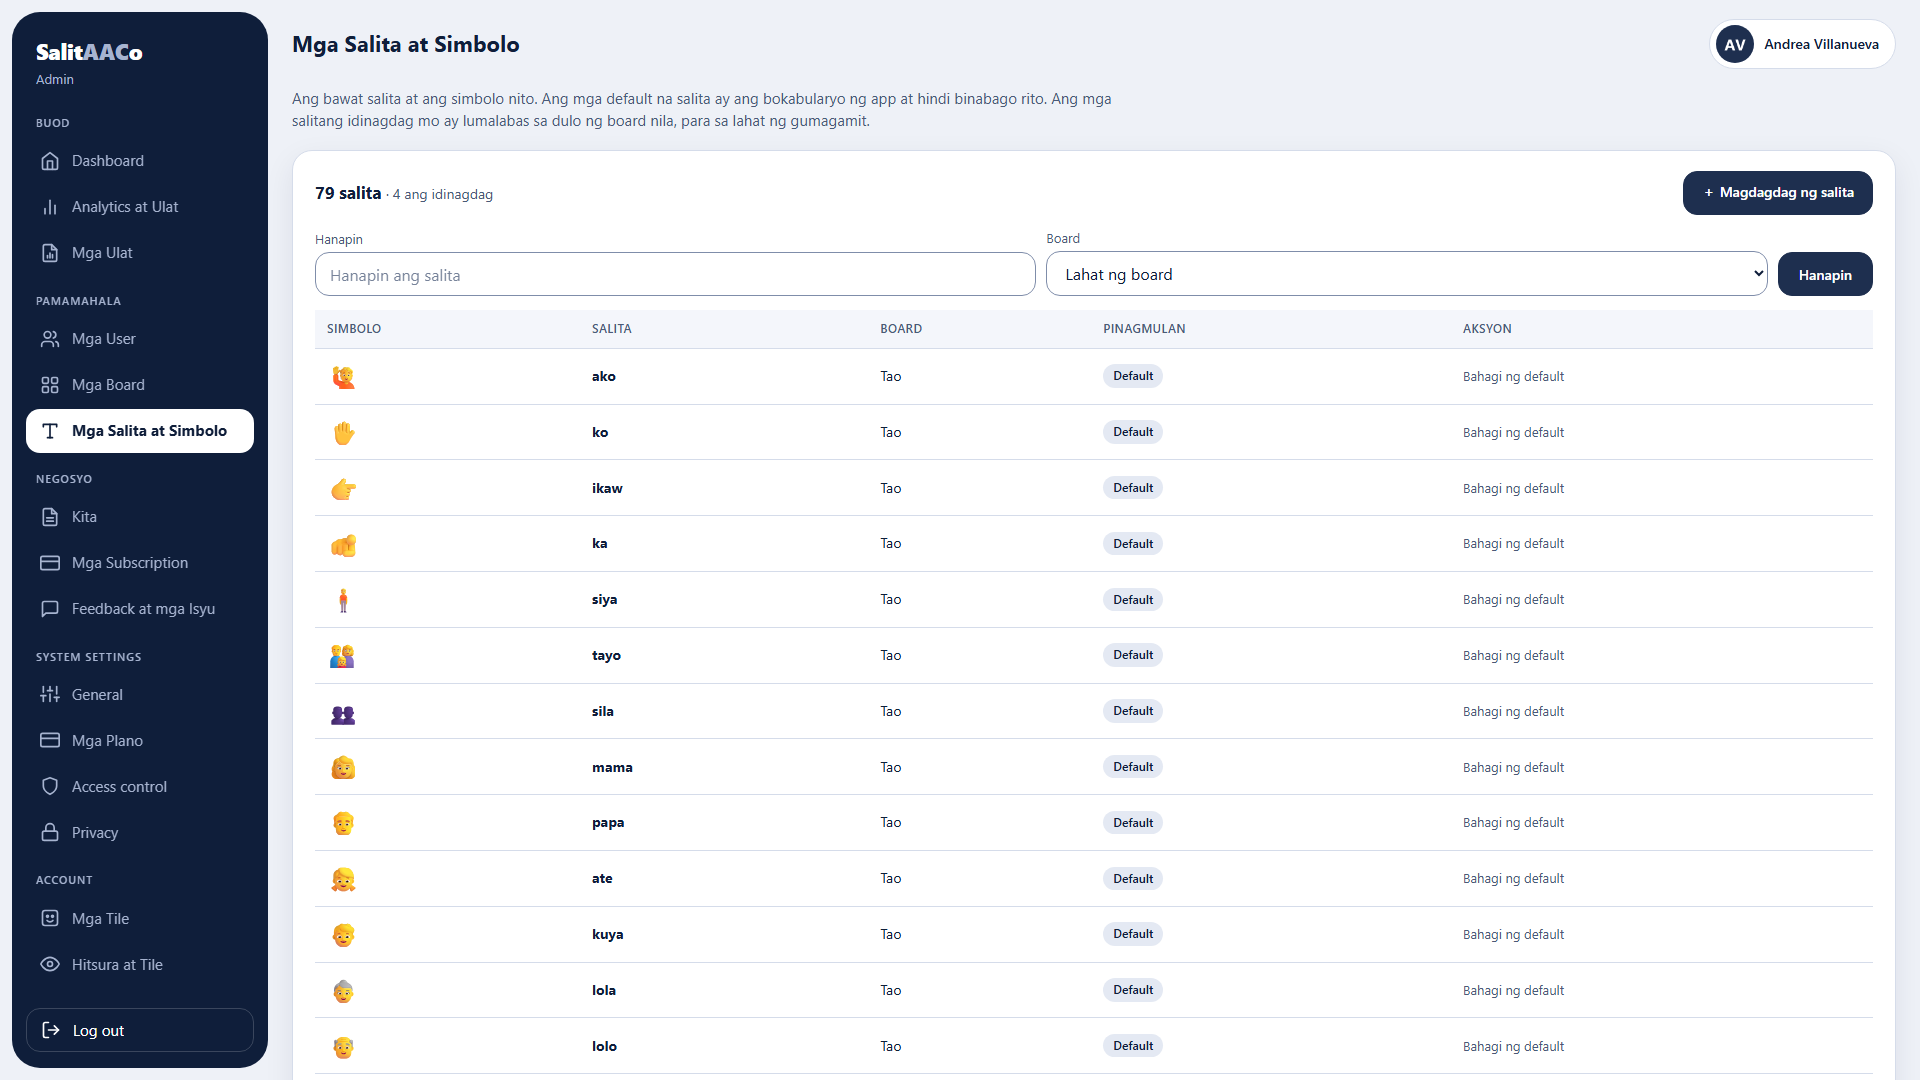 SalitAACo
Admin
BUOD
Dashboard
Analytics at Ulat
Mga Ulat
PAMAMAHALA
Mga User
Mga Board
Mga Salita at Simbolo
NEGOSYO
Kita
Mga Subscription
Feedback at mga Isyu
SYSTEM SETTINGS
General
Mga Plano
Access control
Privacy
ACCOUNT
Mga Tile
Hitsura at Tile
Log out
Mga Salita at Simbolo
AV Andrea Villanueva
Ang bawat salita at ang simbolo nito. Ang mga default na salita ay ang bokabularyo ng app at hindi binabago rito. Ang mga
salitang idinagdag mo ay lumalabas sa dulo ng board nila, para sa lahat ng gumagamit.
79 salita · 4 ang idinagdag
+ Magdagdag ng salita
Hanapin
Hanapin ang salita
Board
Lahat ng board
Hanapin
SIMBOLO SALITA BOARD PINAGMULAN AKSYON
ako Tao Default Bahagi ng default
ko Tao Default Bahagi ng default
ikaw Tao Default Bahagi ng default
ka Tao Default Bahagi ng default
siya Tao Default Bahagi ng default
tayo Tao Default Bahagi ng default
sila Tao Default Bahagi ng default
mama Tao Default Bahagi ng default
papa Tao Default Bahagi ng default
ate Tao Default Bahagi ng default
kuya Tao Default Bahagi ng default
lola Tao Default Bahagi ng default
lolo Tao Default Bahagi ng default